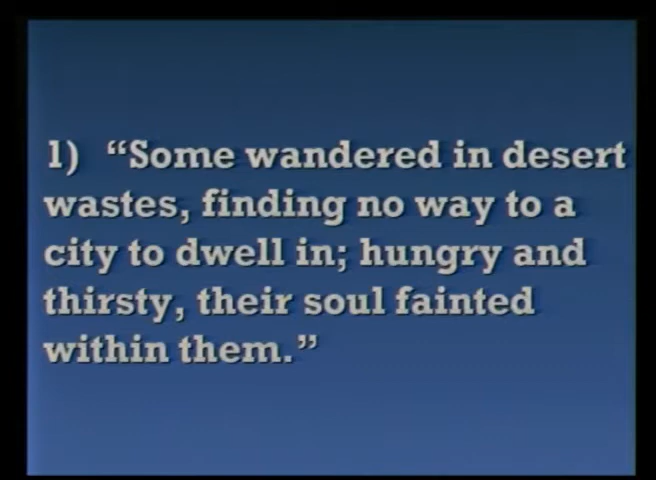 1) “Some wandered in desert
wastes, finding no way to a
city to dwell in; hungry and
thirsty, their soul fainted
within them.”